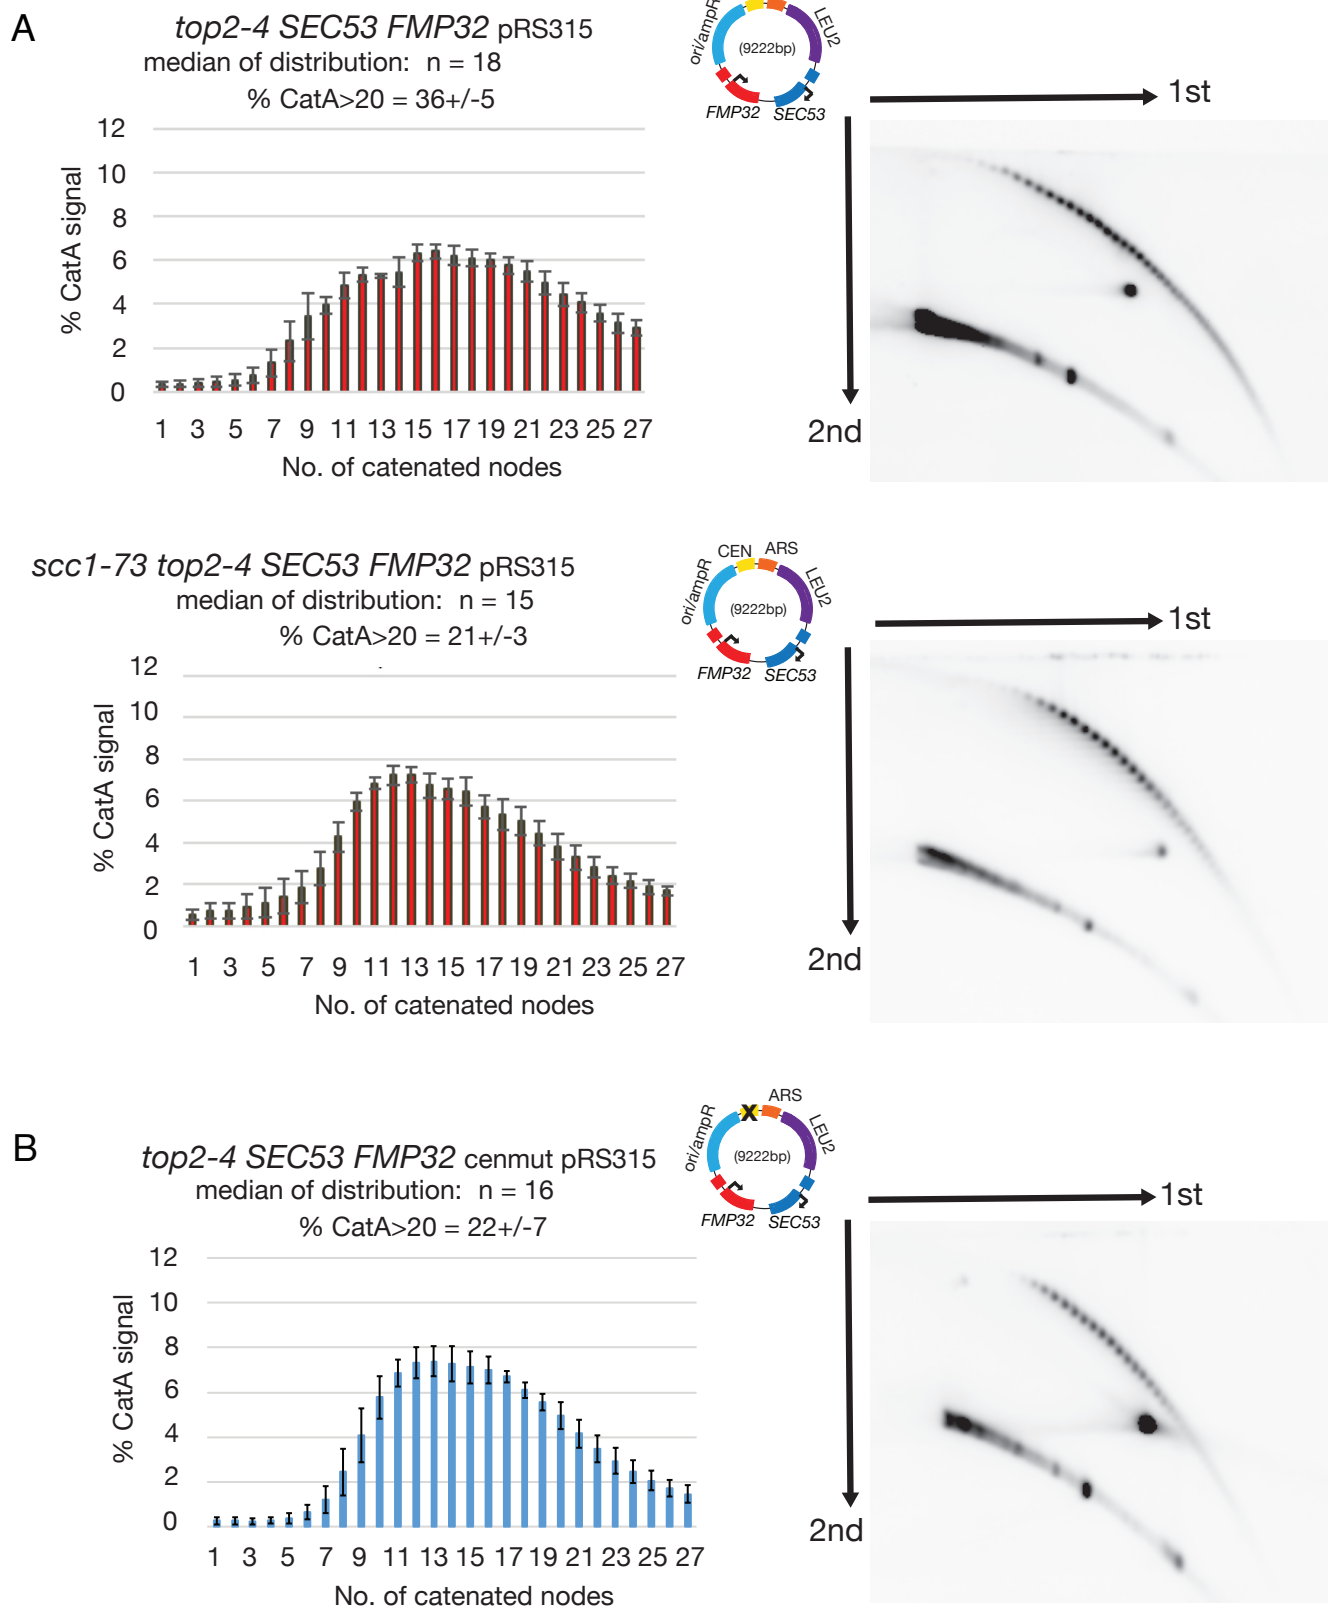 A
top2-4 SEC53 FMP32 pRS315
median of distribution: n = 18
% CatA>20 = 36+/-5
% CatA signal
12
10
8
6
4
2
0
1 3 5 7 9 11 13 15 17 19 21 23 25 27
No. of catenated nodes
ori/ampR
LEU2
(9222bp)
FMP32 SEC53
1st
2nd
scc1-73 top2-4 SEC53 FMP32 pRS315
median of distribution: n = 15
% CatA>20 = 21+/-3
% CatA signal
12
10
8
6
4
2
0
1 3 5 7 9 11 13 15 17 19 21 23 25 27
No. of catenated nodes
CEN ARS
ori/ampR
LEU2
(9222bp)
FMP32 SEC53
1st
2nd
B
top2-4 SEC53 FMP32 cenmut pRS315
median of distribution: n = 16
% CatA>20 = 22+/-7
% CatA signal
12
10
8
6
4
2
0
1 3 5 7 9 11 13 15 17 19 21 23 25 27
No. of catenated nodes
X
ARS
ori/ampR
LEU2
(9222bp)
FMP32 SEC53
1st
2nd